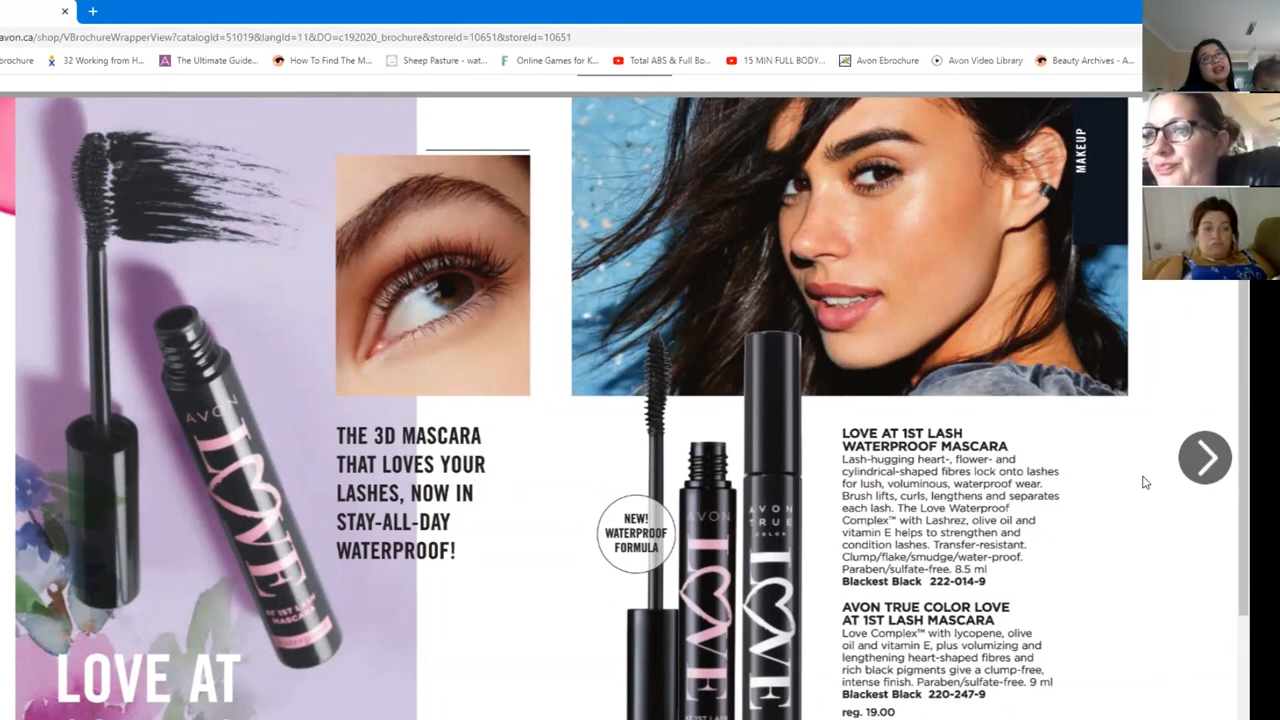 avon.ca/shop/VBrochureWrapperView?catalogId=51019&langId=11&DO=c192020_brochure&storeId=10651&storeId=10651
brochure
32 Working from H...
The Ultimate Guide...
How To Find The M...
Sheep Pasture - wat...
Online Games for K...
Total ABS & Full Bo...
15 MIN FULL BODY...
Avon Ebrochure
Avon Video Library
Beauty Archives - A...
MAKEUP
AVON
LOVE
AT 1ST LASH
MASCARA
waterproof
THE 3D MASCARA
THAT LOVES YOUR
LASHES, NOW IN
STAY-ALL-DAY
WATERPROOF!
LOVE AT
NEW!
WATERPROOF
FORMULA
AVON
LOVE
AT 1ST LASH
AVON
TRUE
COLOR
LOVE
LOVE AT 1ST LASH
WATERPROOF MASCARA
Lash-hugging heart-, flower- and
cylindrical-shaped fibres lock onto lashes
for lush, voluminous, waterproof wear.
Brush lifts, curls, lengthens and separates
each lash. The Love Waterproof
Complex™ with Lashrez, olive oil and
vitamin E helps to strengthen and
condition lashes. Transfer-resistant.
Clump/flake/smudge/water-proof.
Paraben/sulfate-free. 8.5 ml
Blackest Black 222-014-9
AVON TRUE COLOR LOVE
AT 1ST LASH MASCARA
Love Complex™ with lycopene, olive
oil and vitamin E, plus volumizing and
lengthening heart-shaped fibres and
rich black pigments give a clump-free,
intense finish. Paraben/sulfate-free. 9 ml
Blackest Black 220-247-9
reg. 19.00